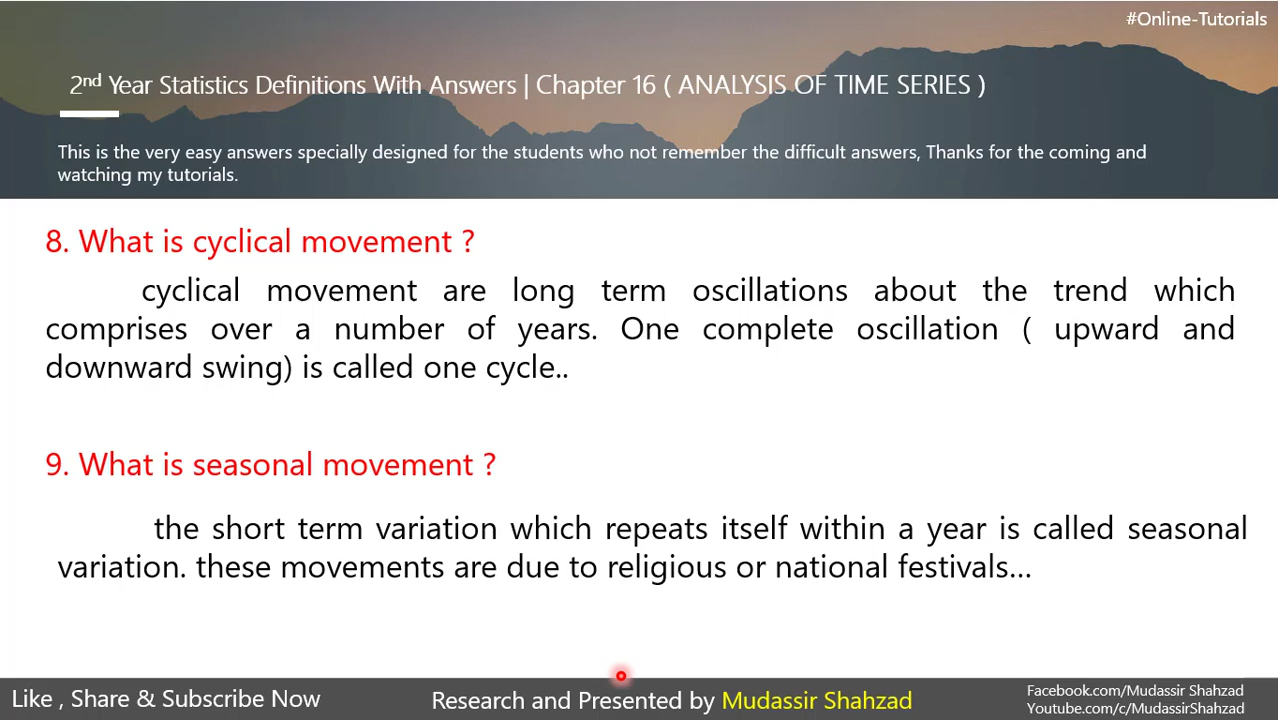 #Online-Tutorials
2nd Year Statistics Definitions With Answers | Chapter 16 ( ANALYSIS OF TIME SERIES )
This is the very easy answers specially designed for the students who not remember the difficult answers, Thanks for the coming and
watching my tutorials.
8. What is cyclical movement ?
cyclical movement are long term oscillations about the trend which
comprises over a number of years. One complete oscillation ( upward and
downward swing) is called one cycle..
9. What is seasonal movement ?
the short term variation which repeats itself within a year is called seasonal
variation. these movements are due to religious or national festivals...
Like , Share & Subscribe Now
Research and Presented by Mudassir Shahzad
Facebook.com/Mudassir Shahzad
Youtube.com/c/MudassirShahzad